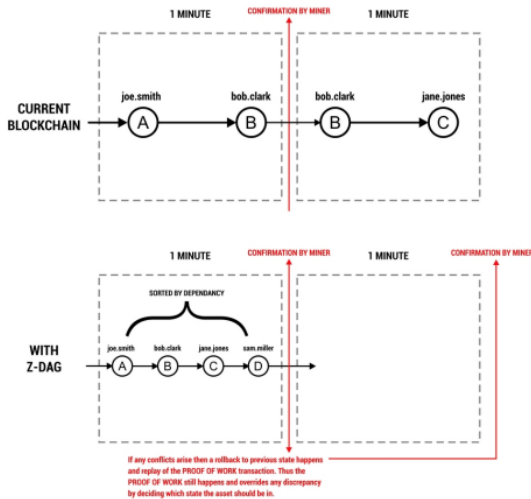 1 MINUTE
CONFIRMATION BY MINER
1 MINUTE
joe.smith
bob.clark
bob.clark
jane.jones
CURRENT
BLOCKCHAIN
A
B
B
C
1 MINUTE
CONFIRMATION BY MINER
1 MINUTE
CONFIRMATION BY MINER
SORTED BY DEPENDANCY
joe.smith
bob.clark
jane.jones
sam.miller
WITH
Z-DAG
A
B
C
D
If any conflicts arise then a rollback to previous state happens
and replay of the PROOF OF WORK transaction. Thus the
PROOF OF WORK still happens and overrides any discrepancy
by deciding which state the asset should be in.